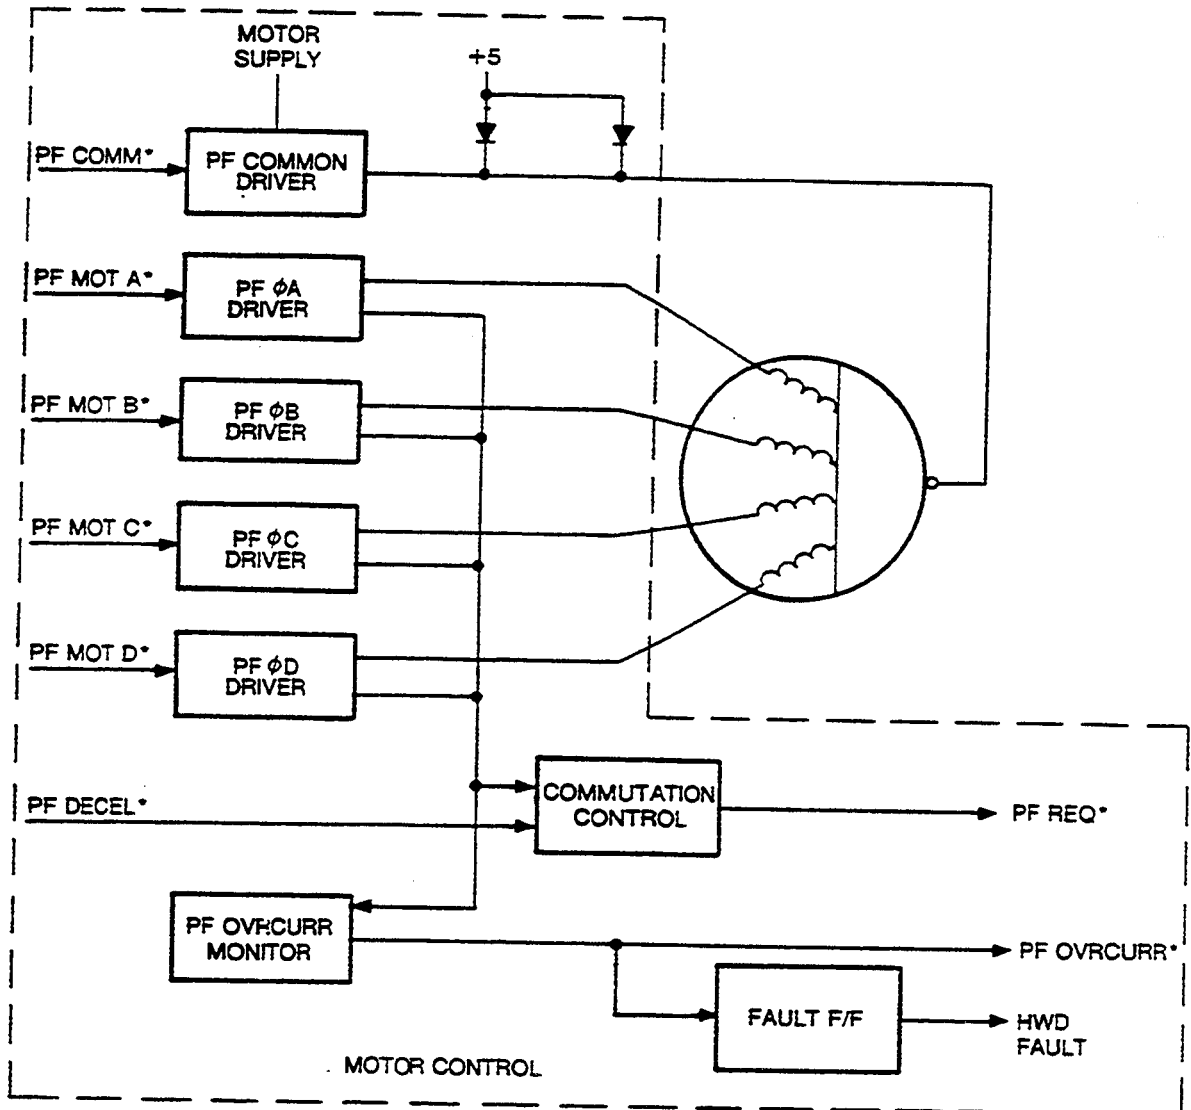 MOTOR
SUPPLY
+5
PF COMM*
PF COMMON
DRIVER
PF MOT A*
PF ϕA
DRIVER
PF MOT B*
PF ϕB
DRIVER
PF MOT C*
PF ϕC
DRIVER
PF MOT D*
PF ϕD
DRIVER
PF DECEL*
COMMUTATION
CONTROL
PF REQ*
PF OVRCURR
MONITOR
PF OVRCURR*
FAULT F/F
HWD
FAULT
MOTOR CONTROL